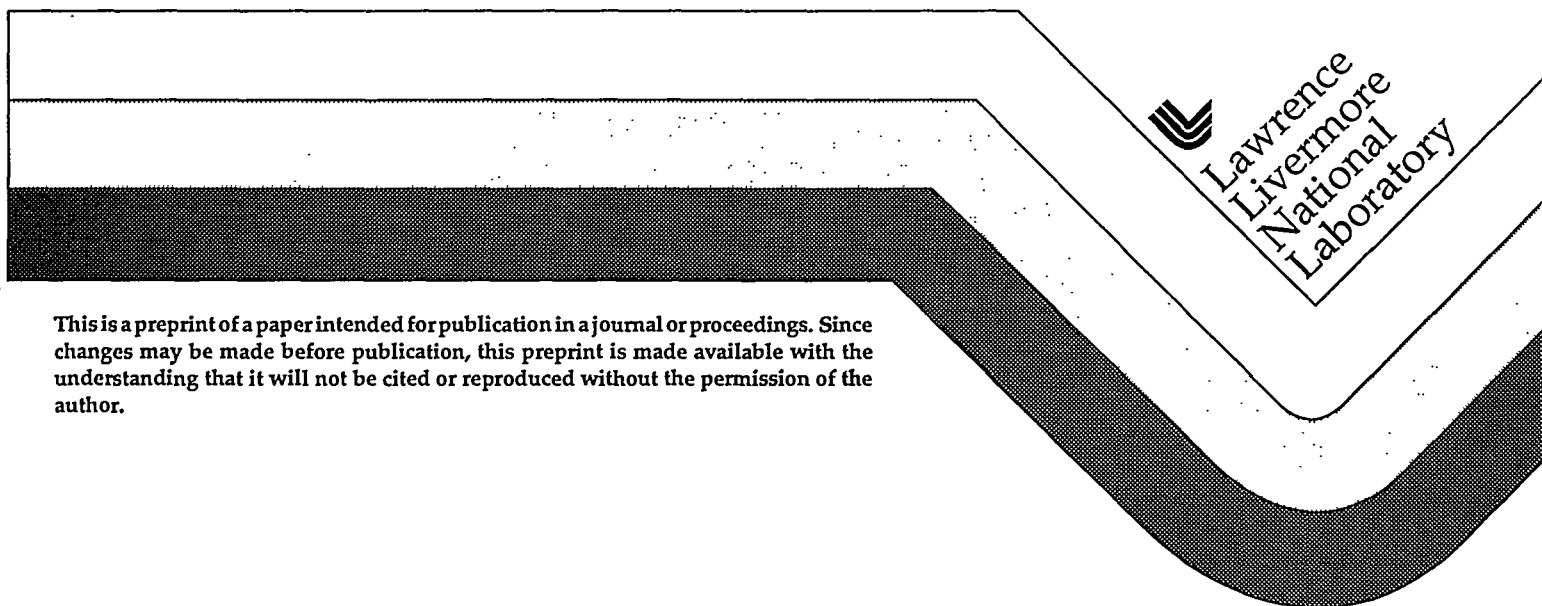 Lawrence
Livermore
National
Laboratory
This is a preprint of a paper intended for publication in a journal or proceedings. Since
changes may be made before publication, this preprint is made available with the
understanding that it will not be cited or reproduced without the permission of the
author.